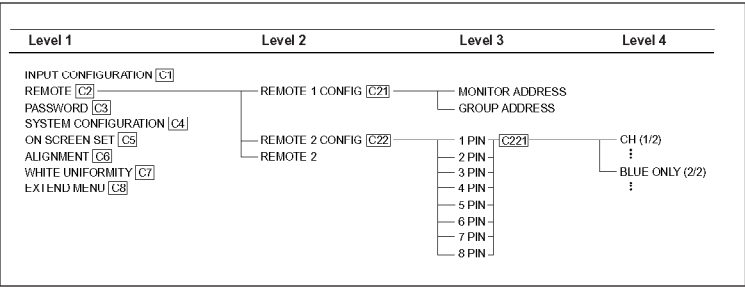 Level 1 Level 2 Level 3 Level 4
INPUT CONFIGURATION C1
REMOTE C2 REMOTE 1 CONFIG C21 MONITOR ADDRESS
PASSWORD C3 GROUP ADDRESS
SYSTEM CONFIGURATION C4
ON SCREEN SET C5 REMOTE 2 CONFIG C22 1 PIN C221 CH (1/2)
ALIGNMENT C6 REMOTE 2 2 PIN
WHITE UNIFORMITY C7 3 PIN BLUE ONLY (2/2)
EXTEND MENU C8 4 PIN
5 PIN
6 PIN
7 PIN
8 PIN